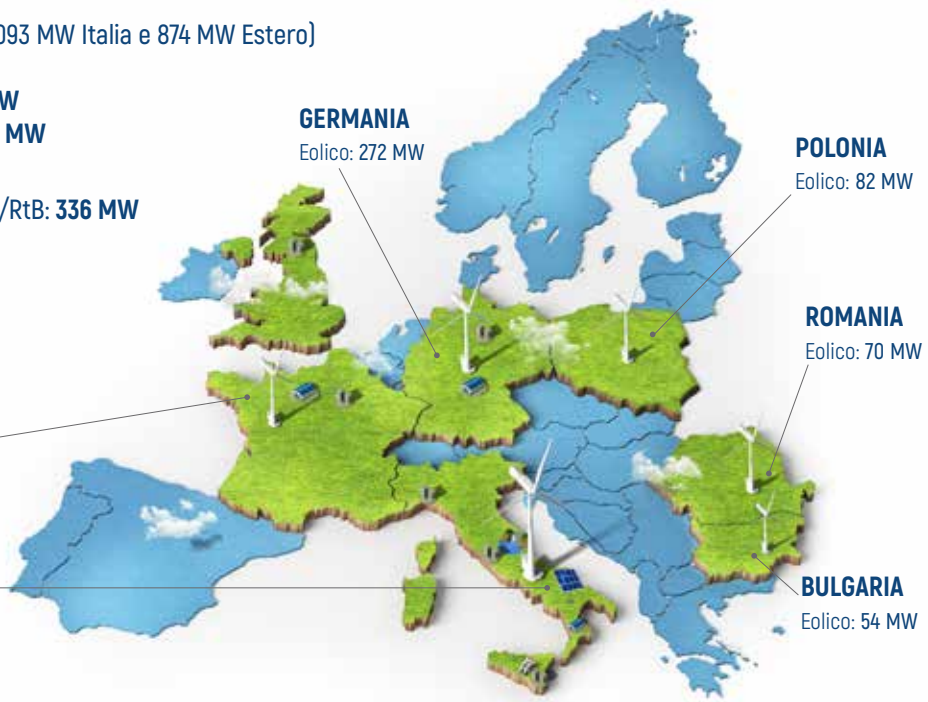 093 MW Italia e 874 MW Estero)
W
MW
/RtB: 336 MW
GERMANIA
Eolico: 272 MW
POLONIA
Eolico: 82 MW
ROMANIA
Eolico: 70 MW
BULGARIA
Eolico: 54 MW